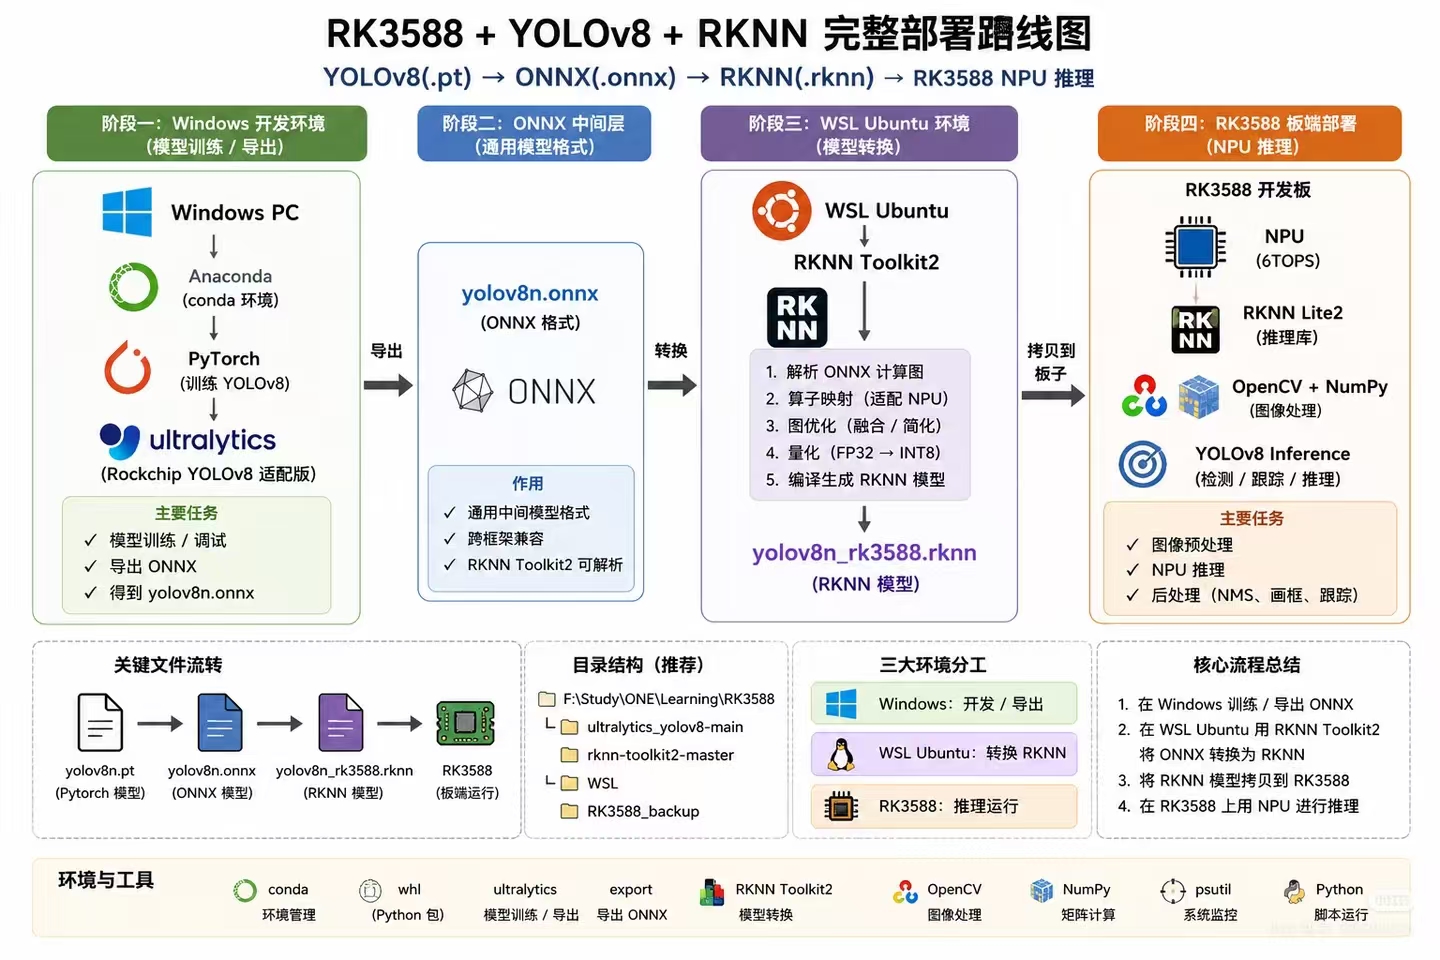 RK3588 + YOLOv8 + RKNN 完整部署路线图
YOLOv8(.pt) → ONNX(.onnx) → RKNN(.rknn) → RK3588 NPU 推理
阶段一：Windows 开发环境
（模型训练 / 导出）
Windows PC
Anaconda
(conda 环境)
PyTorch
(训练 YOLOv8)
ultralytics
(Rockchip YOLOv8 适配版)
主要任务
✓ 模型训练 / 调试
✓ 导出 ONNX
✓ 得到 yolov8n.onnx
导出
阶段二：ONNX 中间层
（通用模型格式）
yolov8n.onnx
(ONNX 格式)
ONNX
作用
✓ 通用中间模型格式
✓ 跨框架兼容
✓ RKNN Toolkit2 可解析
转换
阶段三：WSL Ubuntu 环境
（模型转换）
WSL Ubuntu
RKNN Toolkit2
RK
NN
1. 解析 ONNX 计算图
2. 算子映射（适配 NPU）
3. 图优化（融合 / 简化）
4. 量化（FP32 → INT8）
5. 编译生成 RKNN 模型
yolov8n_rk3588.rknn
(RKNN 模型)
拷贝到
板子
阶段四：RK3588 板端部署
（NPU 推理）
RK3588 开发板
NPU
(6TOPS)
RK
NN
RKNN Lite2
(推理库)
OpenCV + NumPy
(图像处理)
YOLOv8 Inference
(检测 / 跟踪 / 推理)
主要任务
✓ 图像预处理
✓ NPU 推理
✓ 后处理（NMS、画框、跟踪）
关键文件流转
yolov8n.pt
(Pytorch 模型)
yolov8n.onnx
(ONNX 模型)
yolov8n_rk3588.rknn
(RKNN 模型)
RK3588
(板端运行)
目录结构（推荐）
F:\Study\ONE\Learning\RK3588
ultralytics_yolov8-main
rknn-toolkit2-master
WSL
RK3588_backup
三大环境分工
Windows：开发 / 导出
WSL Ubuntu：转换 RKNN
RK3588：推理运行
核心流程总结
1. 在 Windows 训练 / 导出 ONNX
2. 在 WSL Ubuntu 用 RKNN Toolkit2
将 ONNX 转换为 RKNN
3. 将 RKNN 模型拷贝到 RK3588
4. 在 RK3588 上用 NPU 进行推理
环境与工具
conda
环境管理
whl
(Python 包)
ultralytics
模型训练 / 导出
export
导出 ONNX
RKNN Toolkit2
模型转换
OpenCV
图像处理
NumPy
矩阵计算
psutil
系统监控
Python
脚本运行